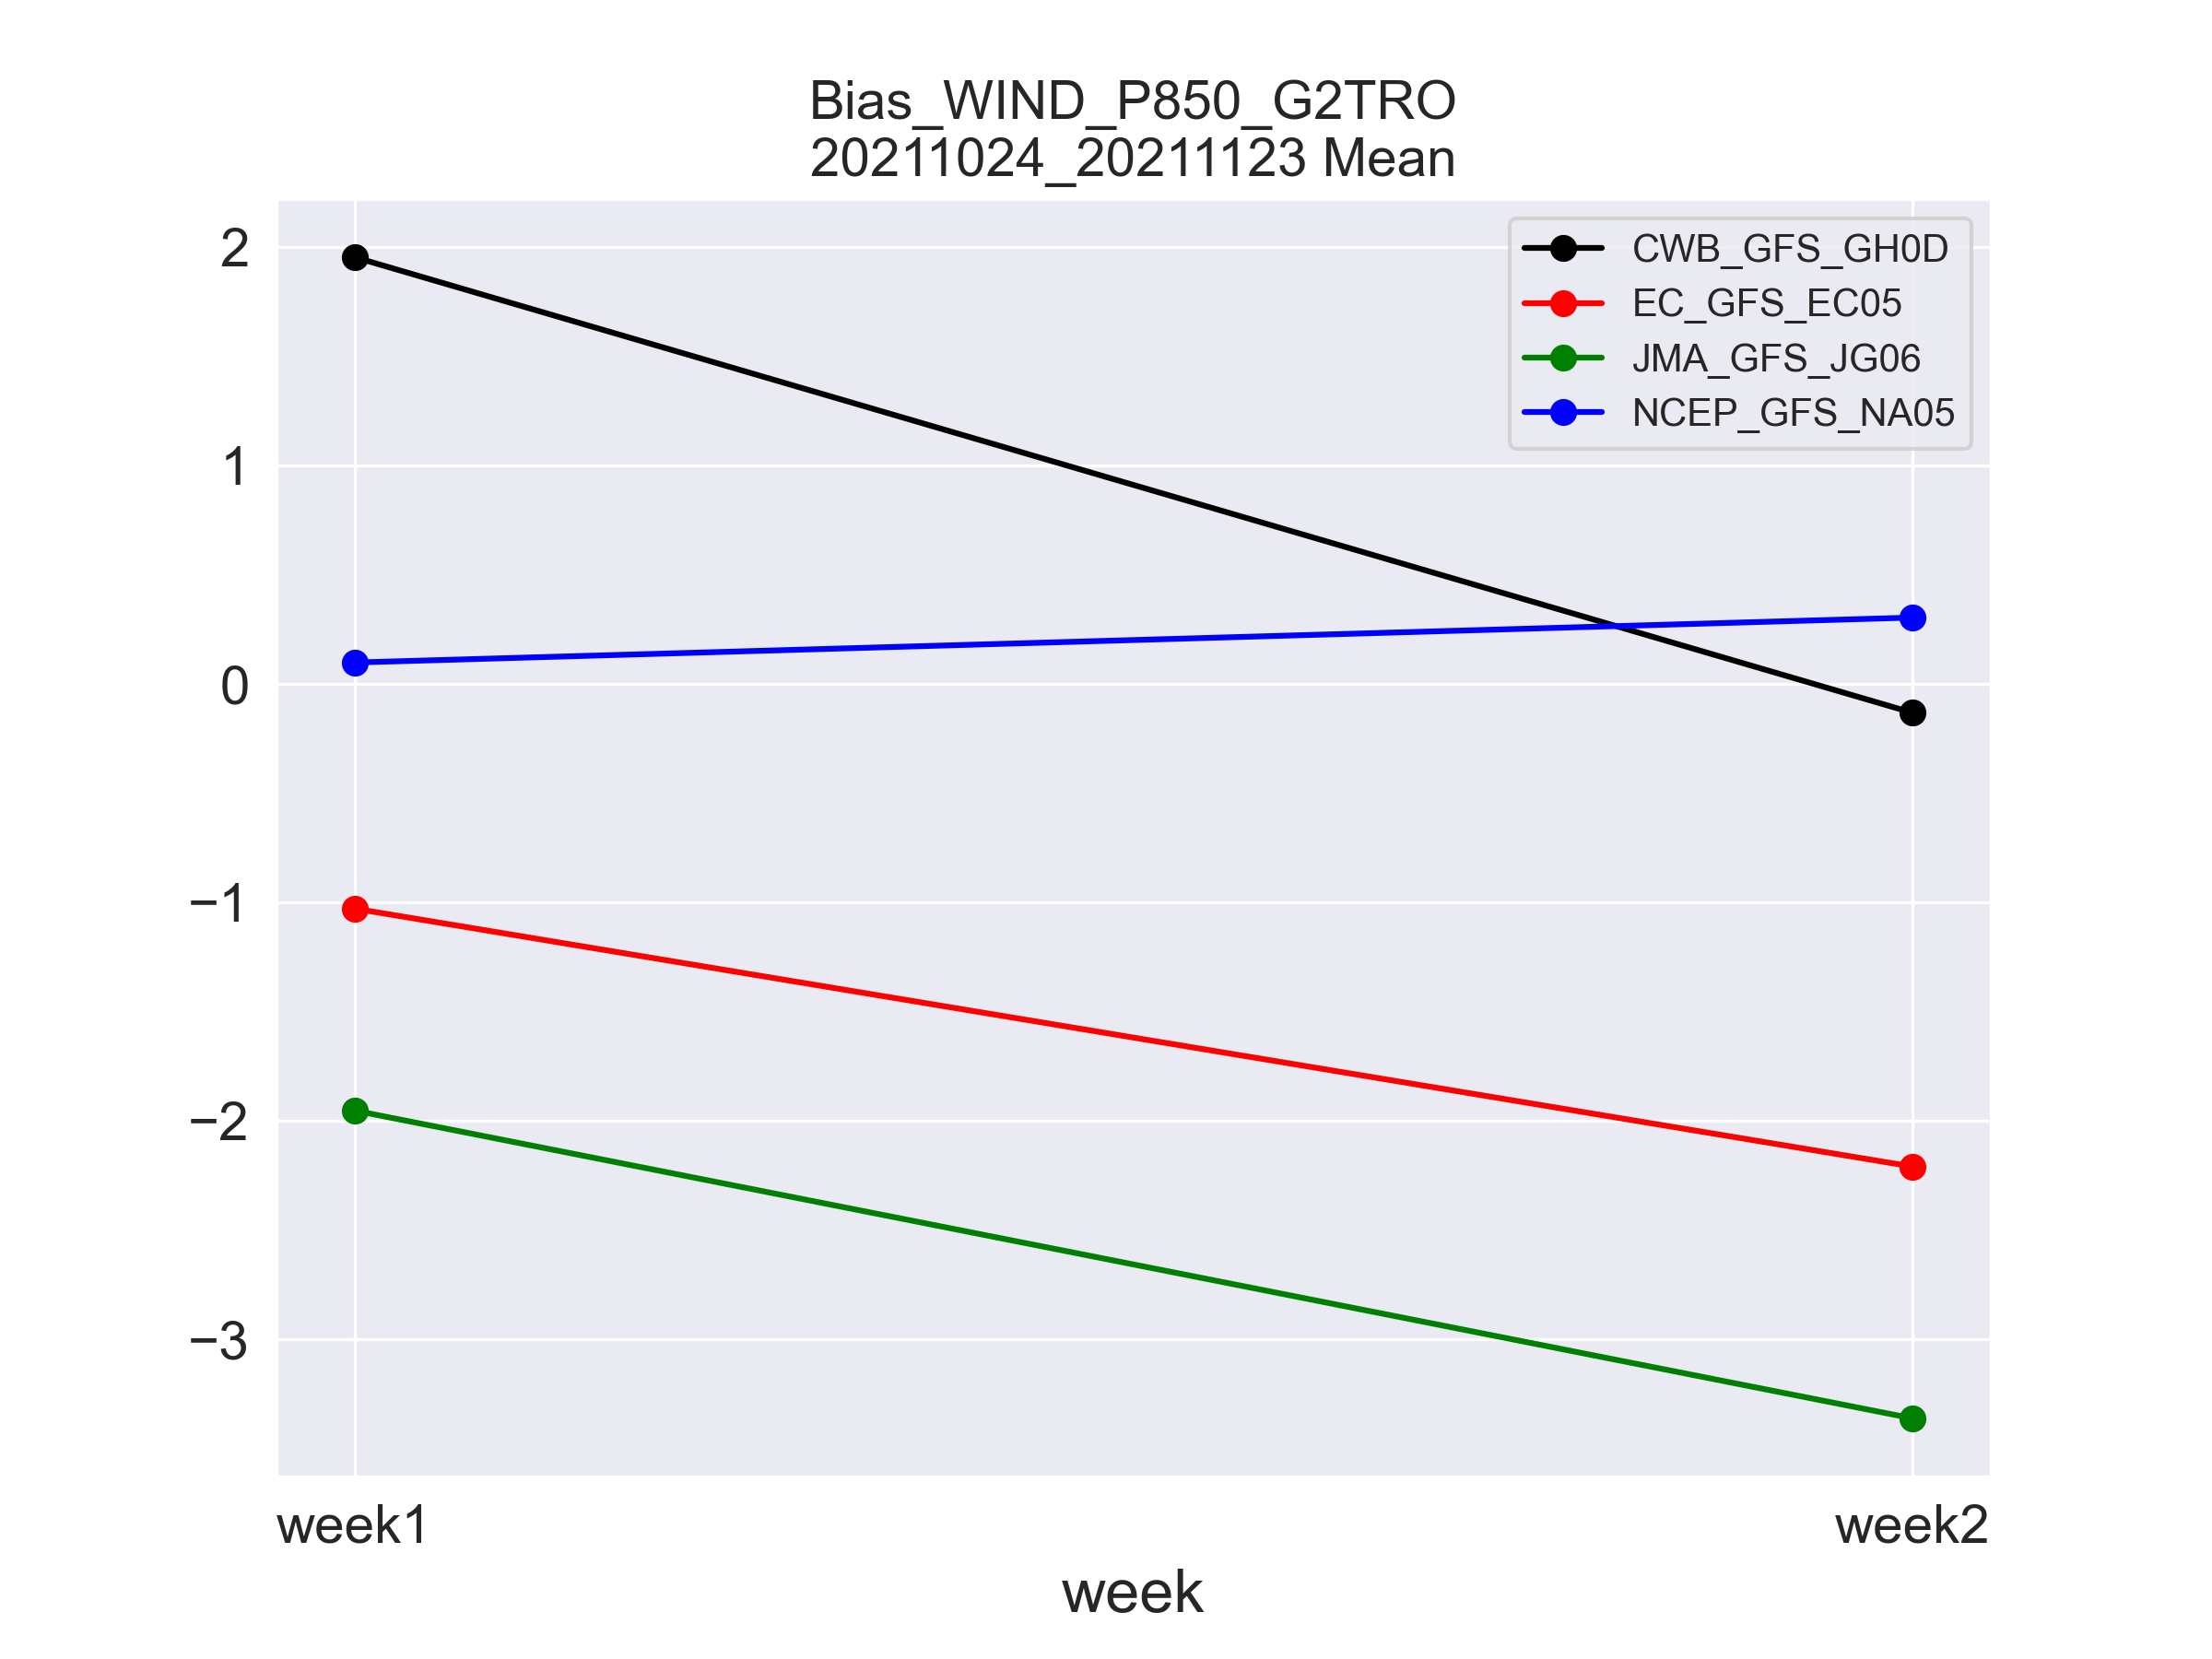 Bias_WIND_P850_G2TRO
20211024_20211123 Mean
CWB_GFS_GH0D
EC_GFS_EC05
JMA_GFS_JG06
NCEP_GFS_NA05
2
1
0
−1
−2
−3
week1
week2
week